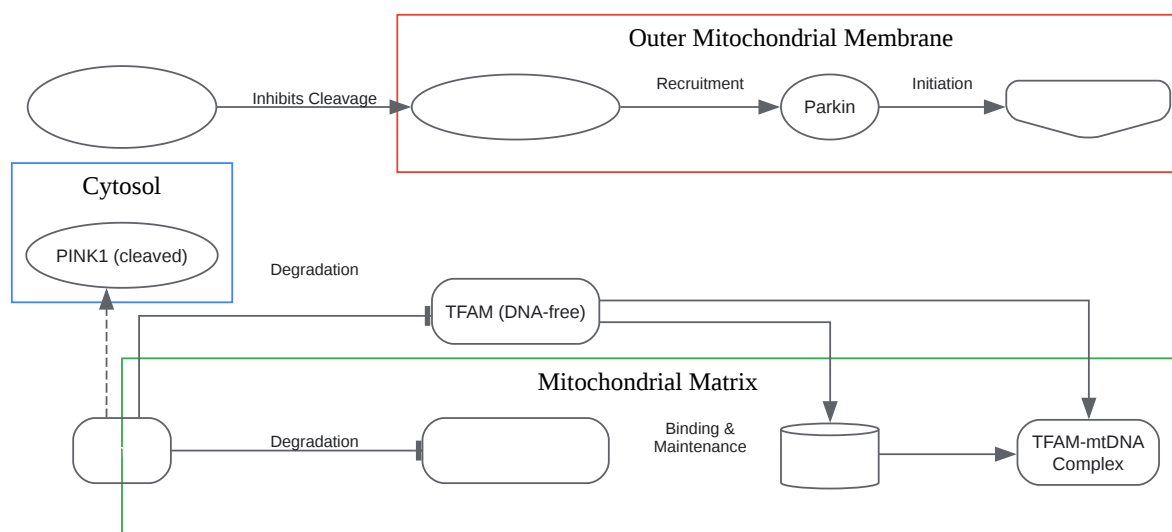 Outer Mitochondrial Membrane
Inhibits Cleavage
Recruitment
Parkin
Initiation
Cytosol
PINK1 (cleaved)
Degradation
TFAM (DNA-free)
Mitochondrial Matrix
Degradation
Binding &
Maintenance
TFAM-mtDNA
Complex